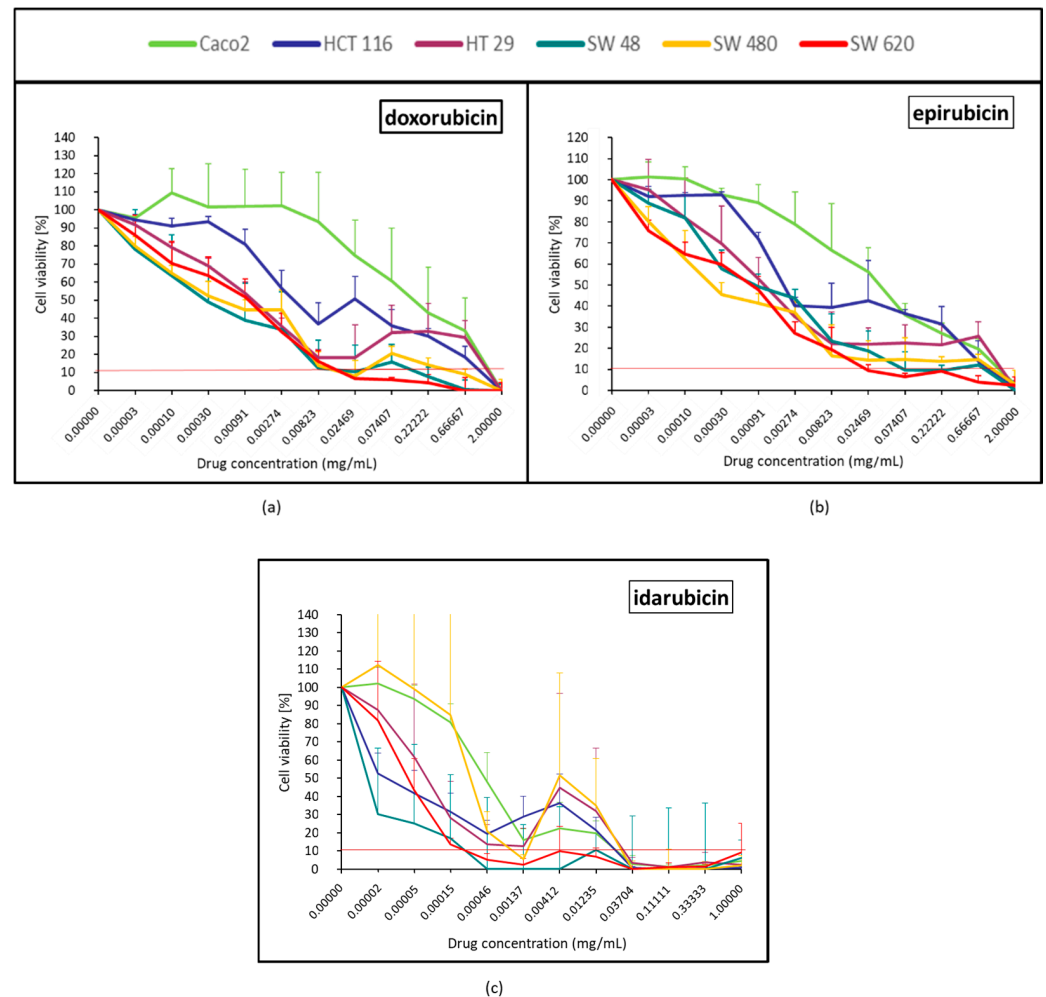 Caco2 HCT 116 HT 29 SW 48 SW 480 SW 620
doxorubicin
Cell viability [%]
140
130
120
110
100
90
80
70
60
50
40
30
20
10
0
0.00000 0.00003 0.00010 0.00030 0.00091 0.00274 0.00823 0.02469 0.07407 0.22222 0.66667 2.00000
Drug concentration (mg/mL)
(a)
epirubicin
Cell viability [%]
120
110
100
90
80
70
60
50
40
30
20
10
0
0.00000 0.00003 0.00010 0.00030 0.00091 0.00274 0.00823 0.02469 0.07407 0.22222 0.66667 2.00000
Drug concentration (mg/mL)
(b)
idarubicin
Cell viability [%]
140
130
120
110
100
90
80
70
60
50
40
30
20
10
0
0.00000 0.00002 0.00005 0.00015 0.00046 0.00137 0.00412 0.01235 0.03704 0.11111 0.33333 1.00000
Drug concentration (mg/mL)
(c)